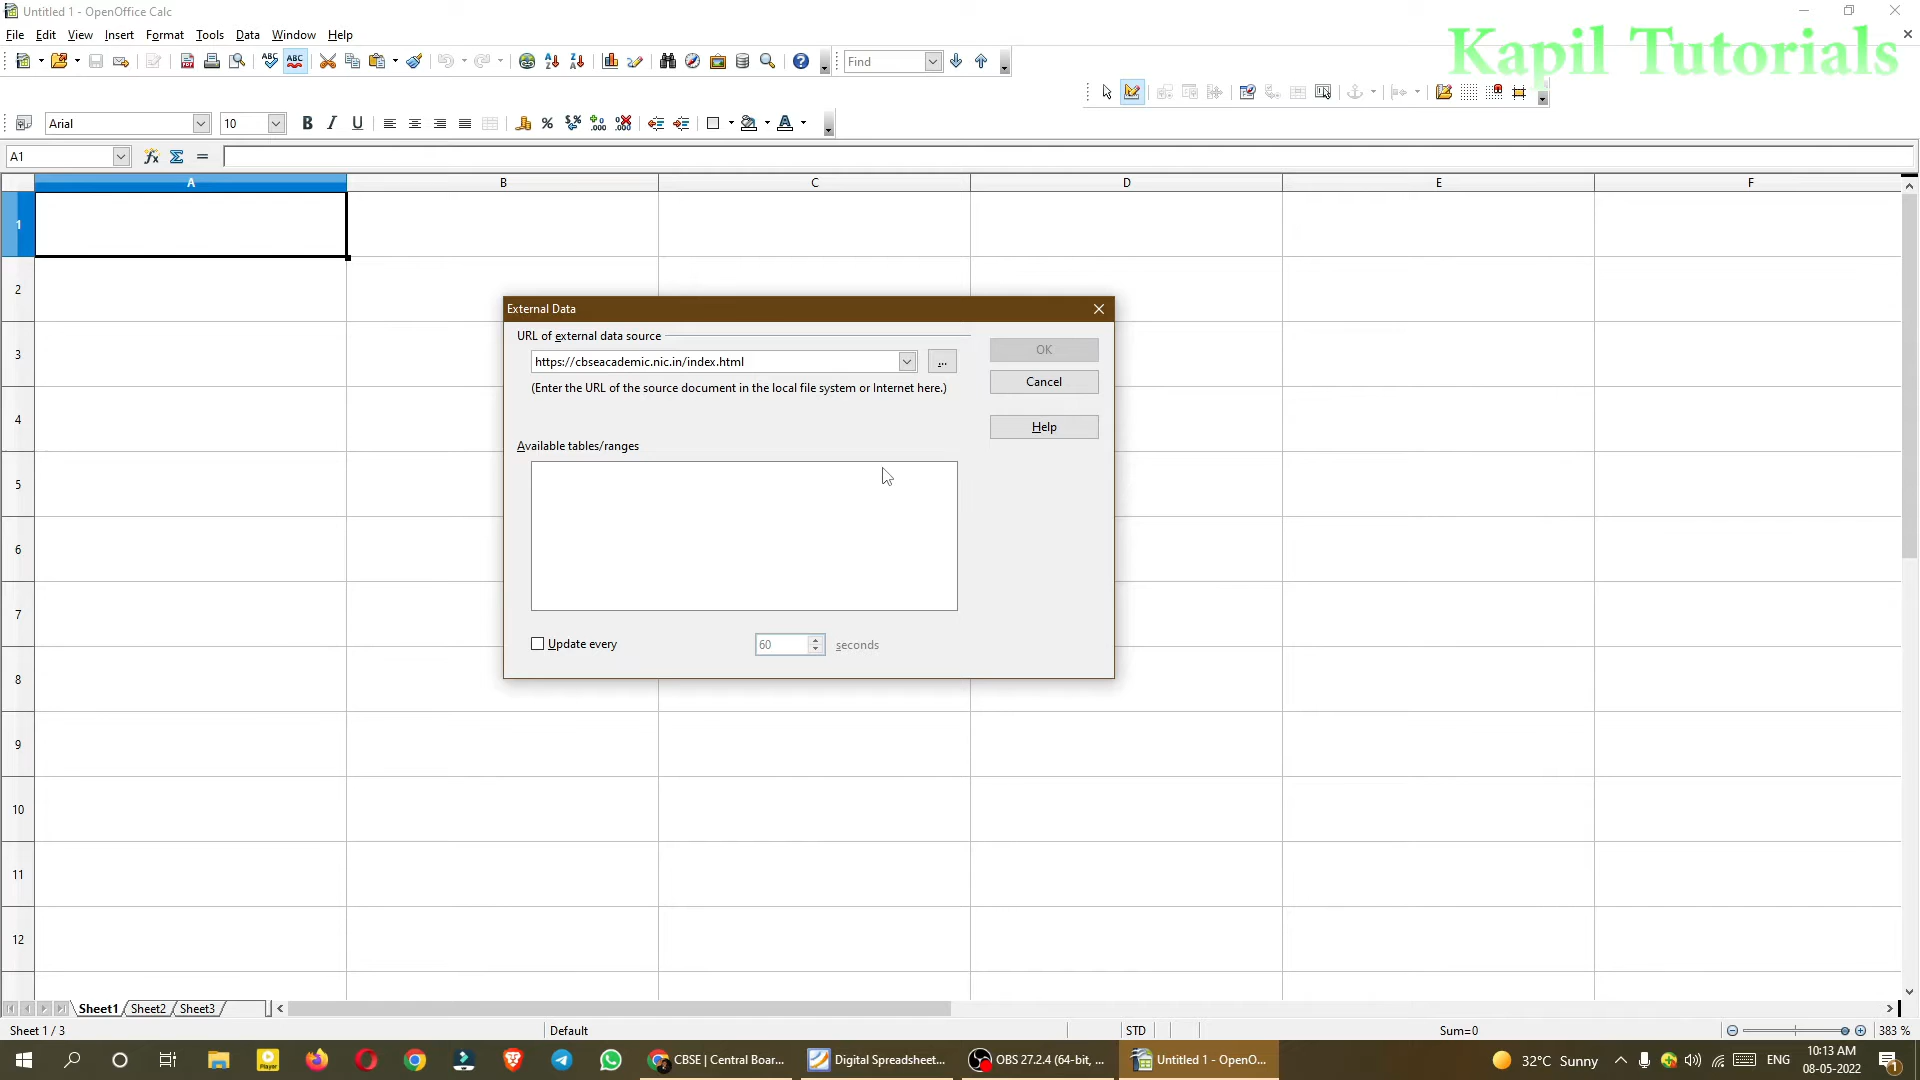 Untitled 1 - OpenOffice Calc
File Edit View Insert Format Tools Data Window Help
Kapil Tutorials
Find
Arial 10
A1
A B C D E F
1
2
3
4
5
6
7
8
9
10
11
12
External Data
URL of external data source
https://cbseacademic.nic.in/index.html ...
(Enter the URL of the source document in the local file system or Internet here.)
OK
Cancel
Help
Available tables/ranges
Update every 60 seconds
Sheet1 Sheet2 Sheet3
Sheet 1 / 3 Default STD Sum=0 383 %
CBSE | Central Boar... Digital Spreadsheet... OBS 27.2.4 (64-bit, ... Untitled 1 - OpenO... 32°C Sunny ENG 10:13 AM
08-05-2022